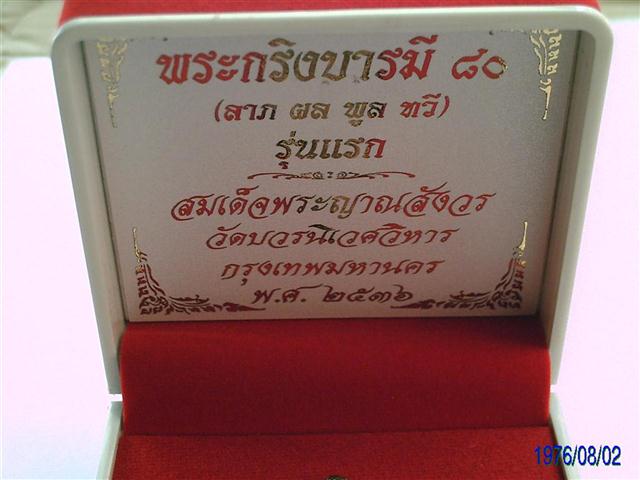 พระกริงบารมี ๘๐
(ลาภ ผล พูล ทวี)
รุ่นแรก
สมเด็จพระญาณสังวร
วัดบวรนิเวศวิหาร
กรุงเทพมหานคร
พ.ศ. ๒๕๓๖
1976/08/02